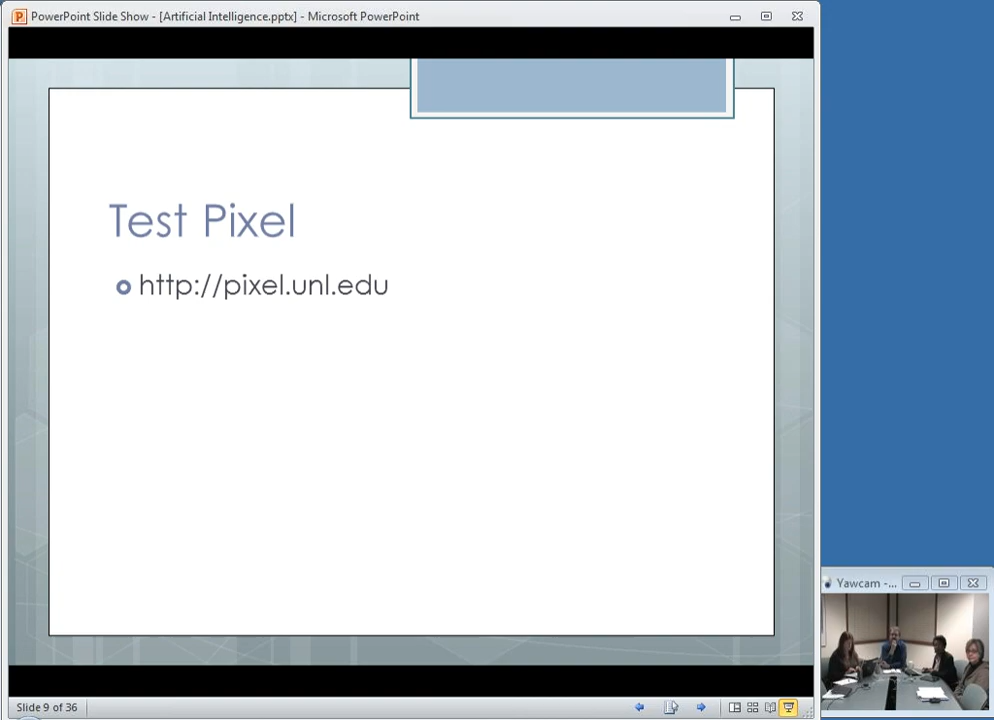 PowerPoint Slide Show - [Artificial Intelligence.pptx] - Microsoft PowerPoint
Test Pixel
http://pixel.unl.edu
Yawcam -...
Slide 9 of 36